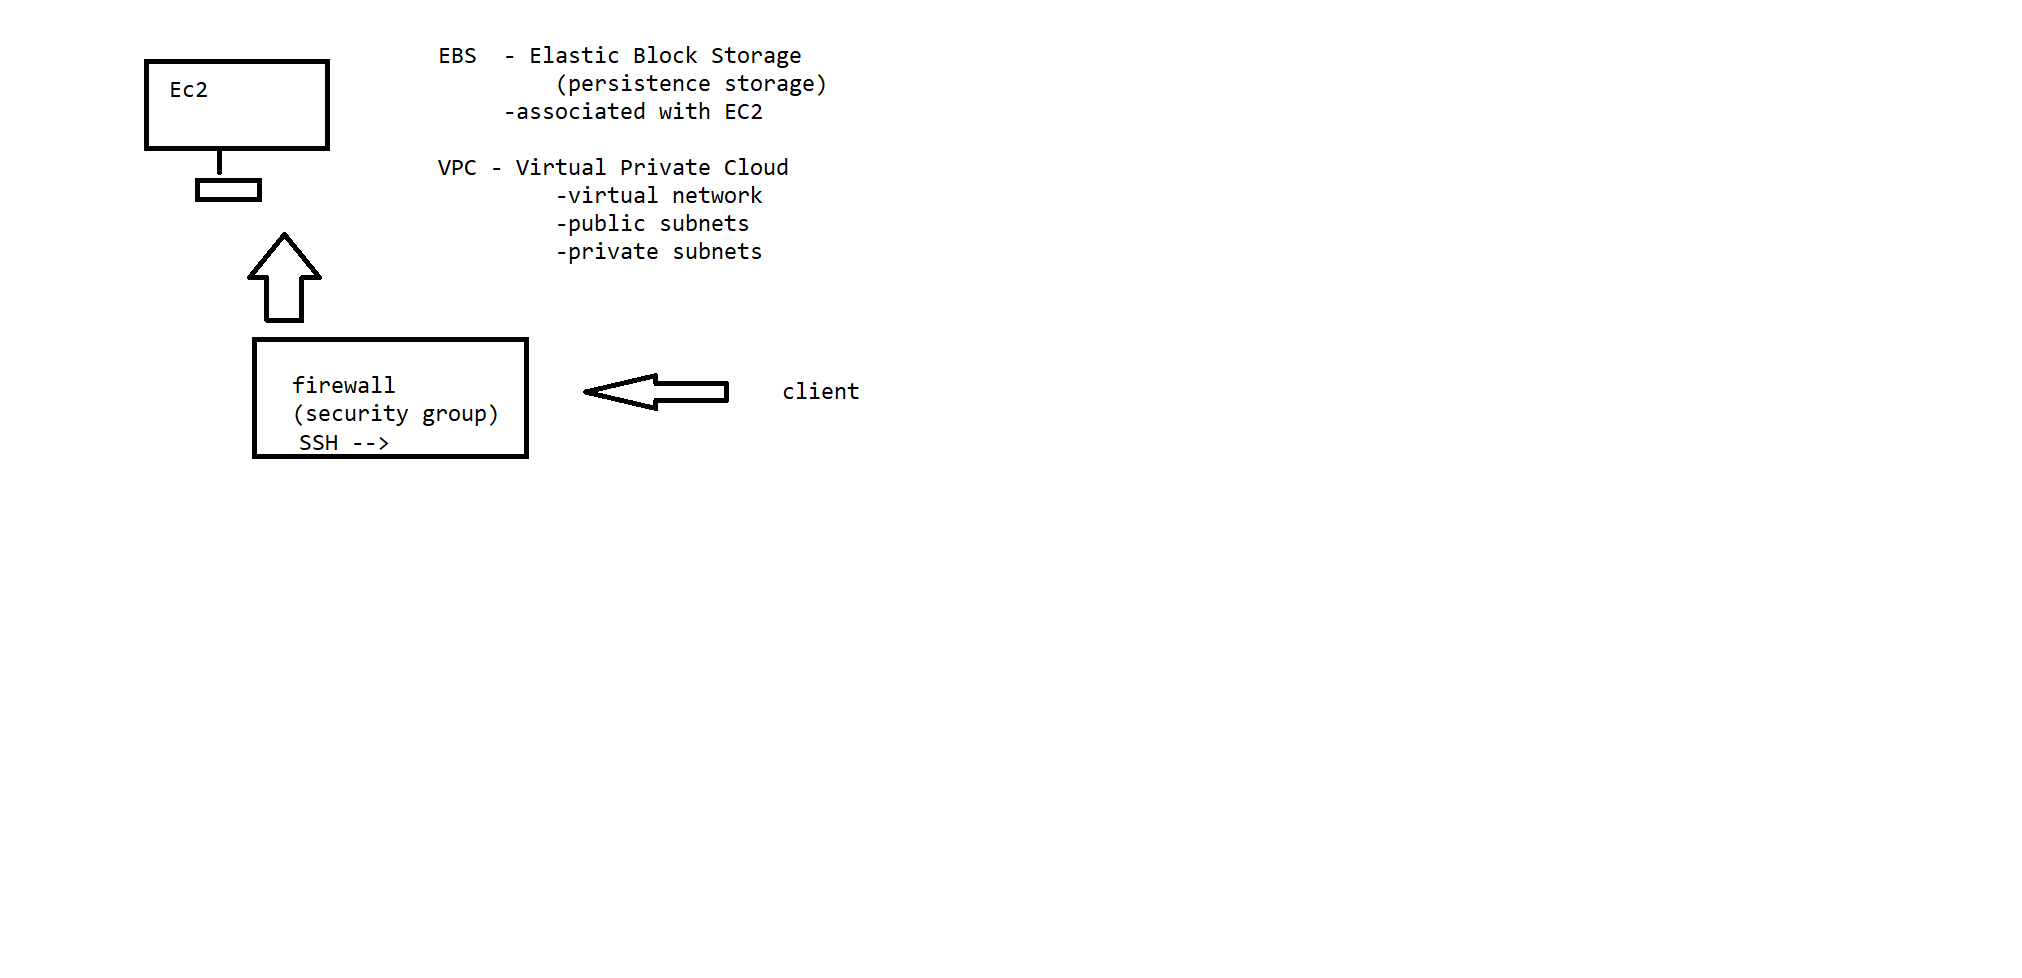 Ec2
EBS  - Elastic Block Storage
(persistence storage)
-associated with EC2
VPC - Virtual Private Cloud
-virtual network
-public subnets
-private subnets
firewall
(security group)
SSH -->
client